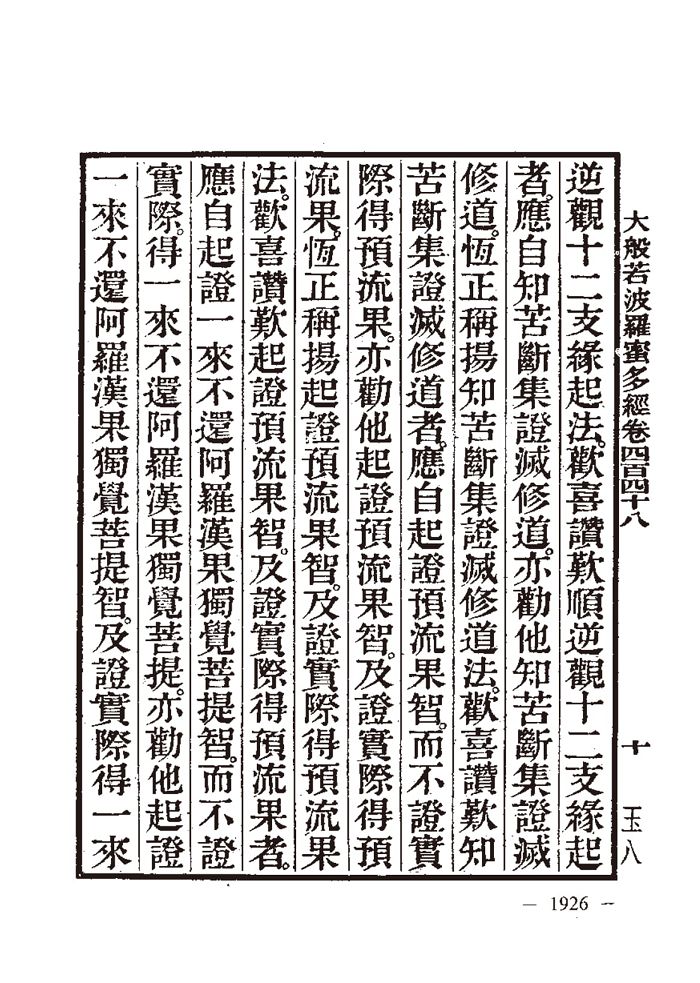 大般若波羅蜜多經卷四百四十八
十
玉八
逆觀十二支緣起法。歡喜讚歎順逆觀十二支緣起
者。應自知苦斷集證滅修道。亦勸他知苦斷集證滅
修道。恆正稱揚知苦斷集證滅修道法。歡喜讚歎知
苦斷集證滅修道者。應自起證預流果智。而不證實
際得預流果。亦勸他起證預流果智。及證實際得預
流果。恆正稱揚起證預流果智。及證實際得預流果
法。歡喜讚歎起證預流果智。及證實際得預流果者。
應自起證一來不還阿羅漢果獨覺菩提智。而不證
實際。得一來不還阿羅漢果獨覺菩提。亦勸他起證
一來不還阿羅漢果獨覺菩提智。及證實際得一來
— 1926 —